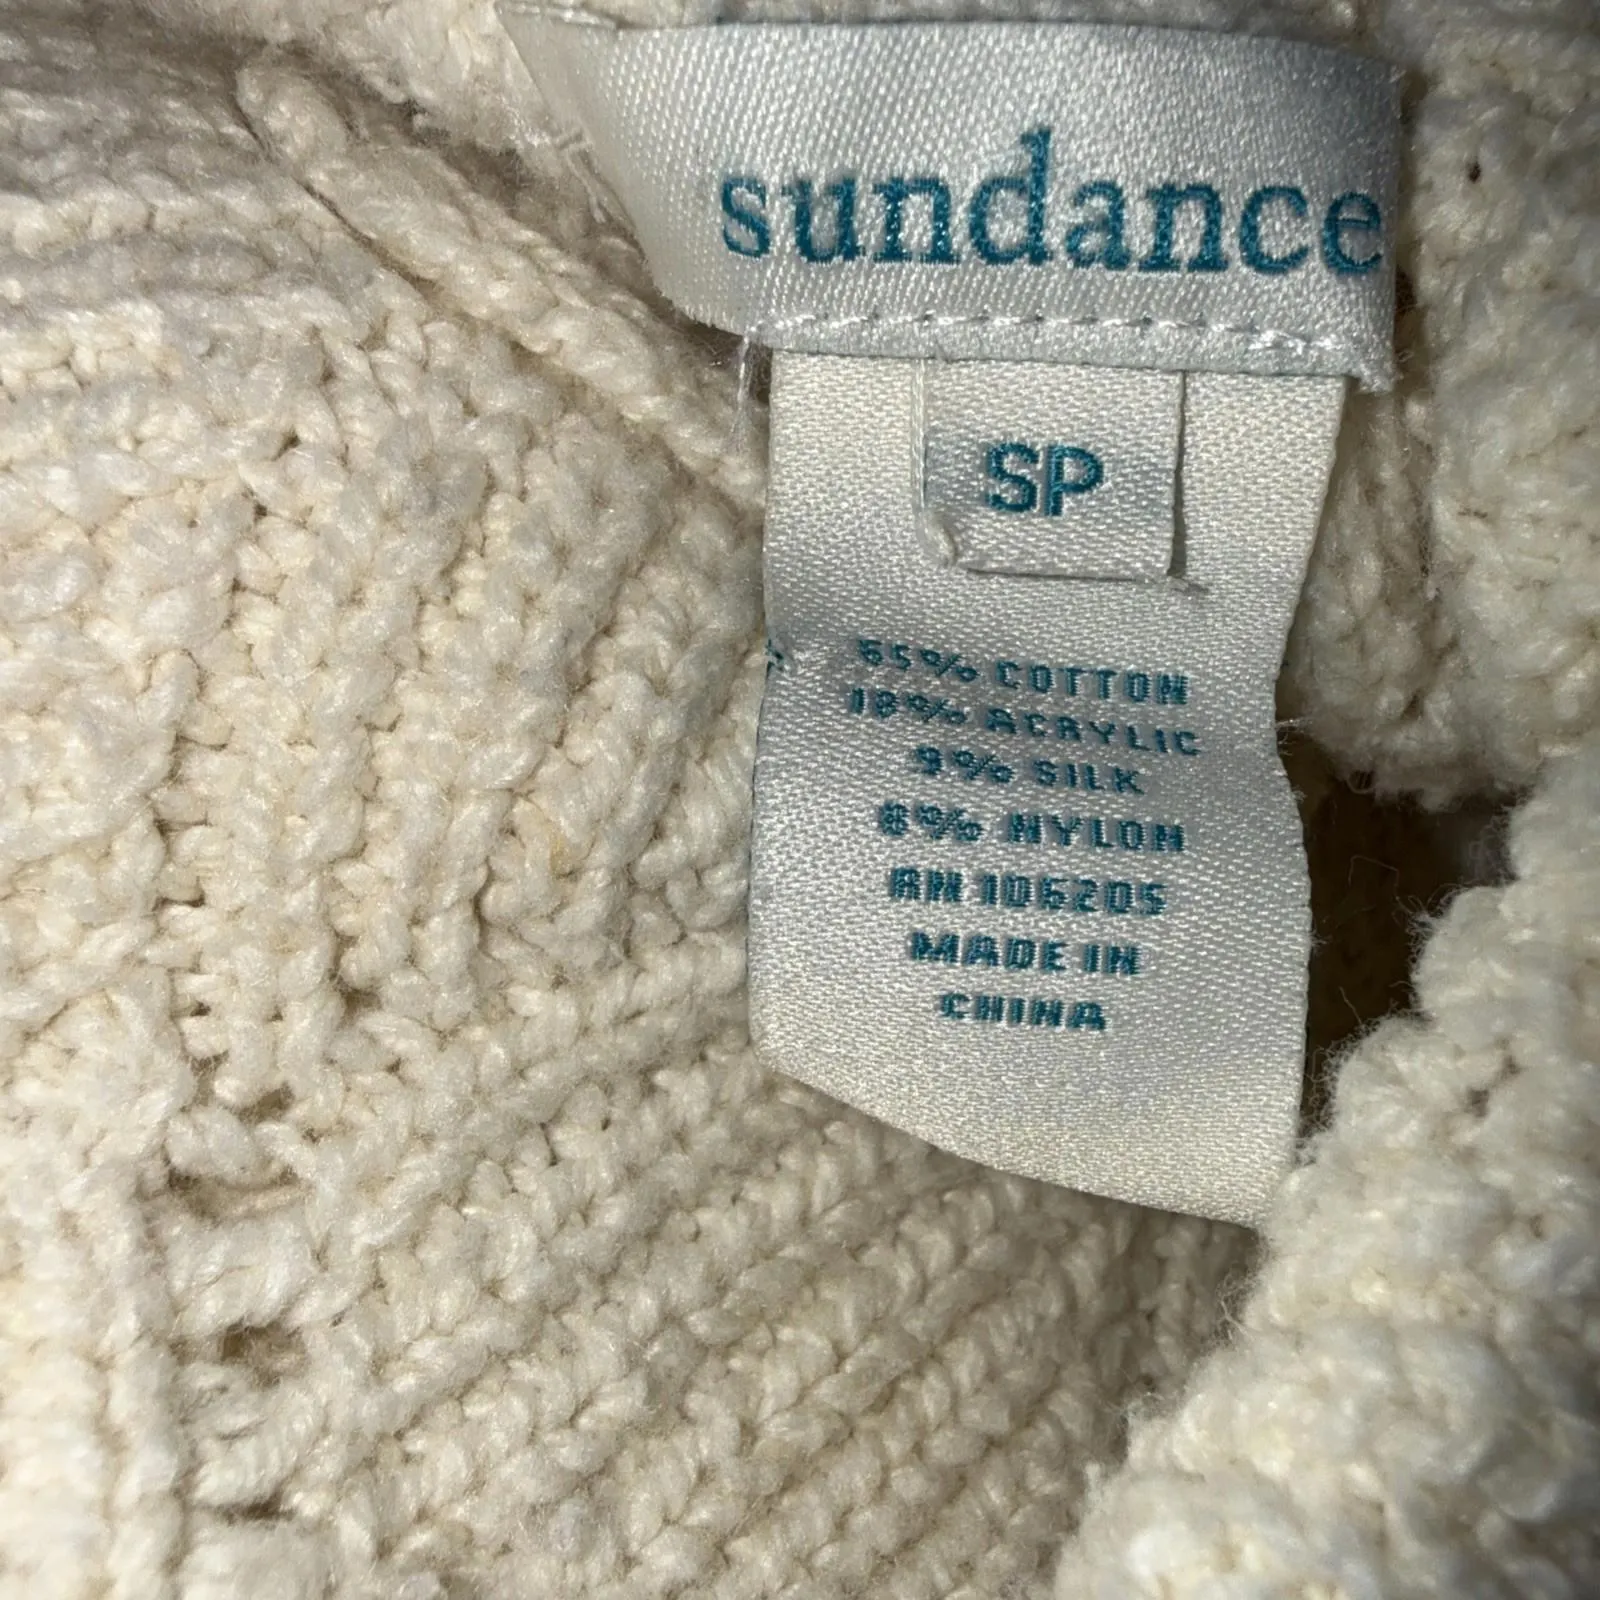 sundance
SP
65% COTTON
18% ACRYLIC
9% SILK
8% NYLON
RN 106205
MADE IN
CHINA